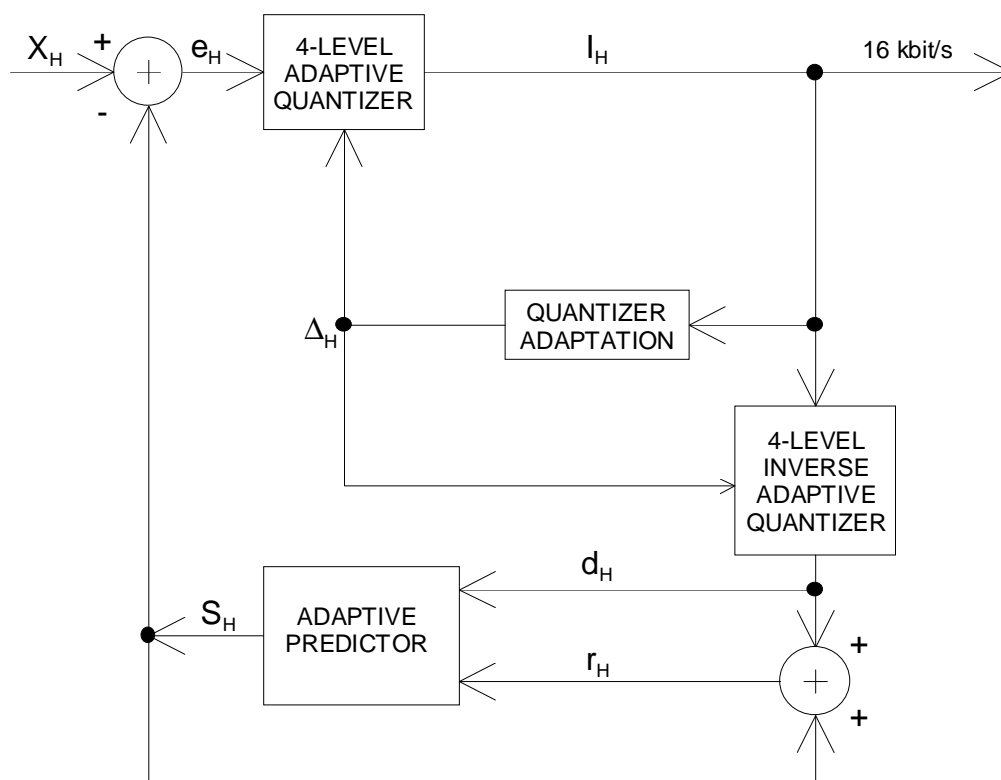 X_H
+
-
+
e_H
4-LEVEL
ADAPTIVE
QUANTIZER
I_H
16 kbit/s
Δ_H
QUANTIZER
ADAPTATION
4-LEVEL
INVERSE
ADAPTIVE
QUANTIZER
S_H
ADAPTIVE
PREDICTOR
d_H
r_H
+
+
+